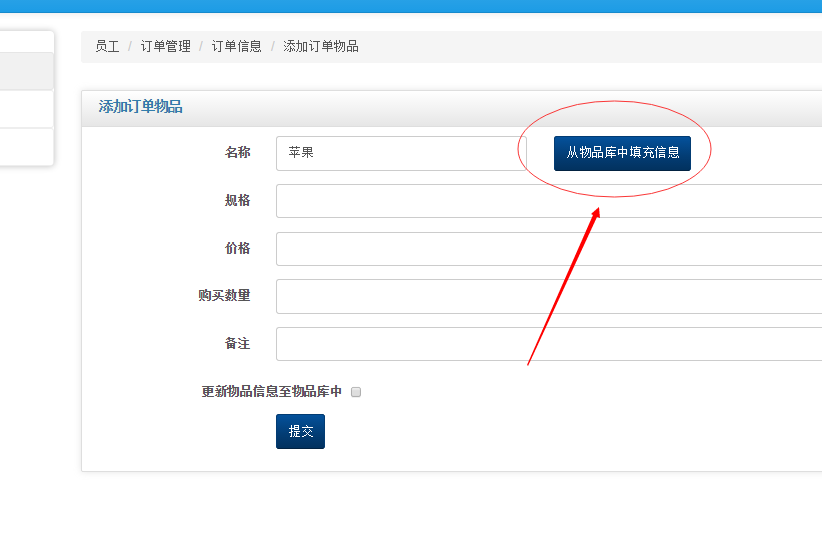 员工 / 订单管理 / 订单信息 / 添加订单物品
添加订单物品
名称 苹果 从物品库中填充信息
规格
价格
购买数量
备注
更新物品信息至物品库中
提交